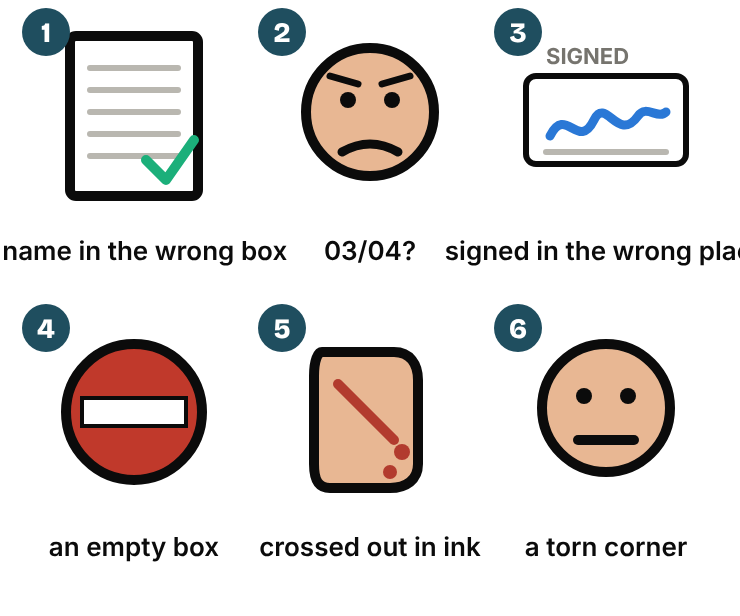 1
2
3
SIGNED
name in the wrong box
03/04?
signed in the wrong
4
5
6
an empty box
crossed out in ink
a torn corner